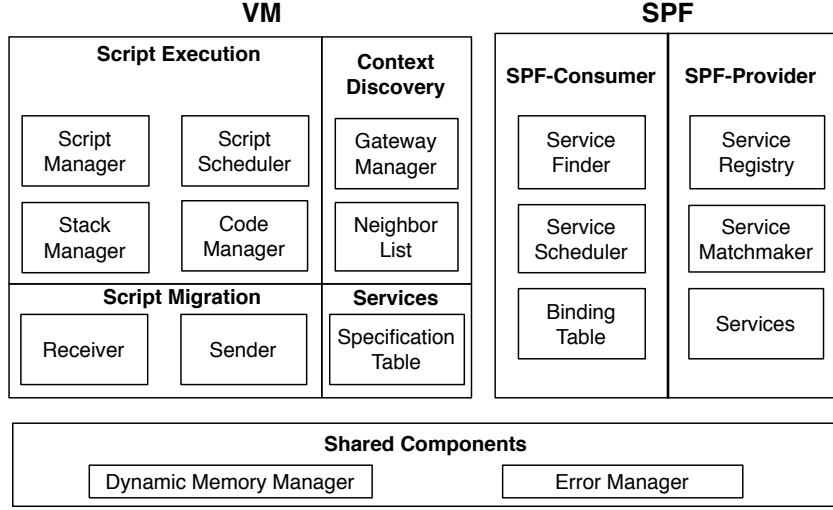 VM
SPF
Script Execution
Context
Discovery
SPF-Consumer
SPF-Provider
Script
Manager
Script
Scheduler
Gateway
Manager
Service
Finder
Service
Registry
Stack
Manager
Code
Manager
Neighbor
List
Service
Scheduler
Service
Matchmaker
Script Migration
Services
Receiver
Sender
Specification
Table
Binding
Table
Services
Shared Components
Dynamic Memory Manager
Error Manager